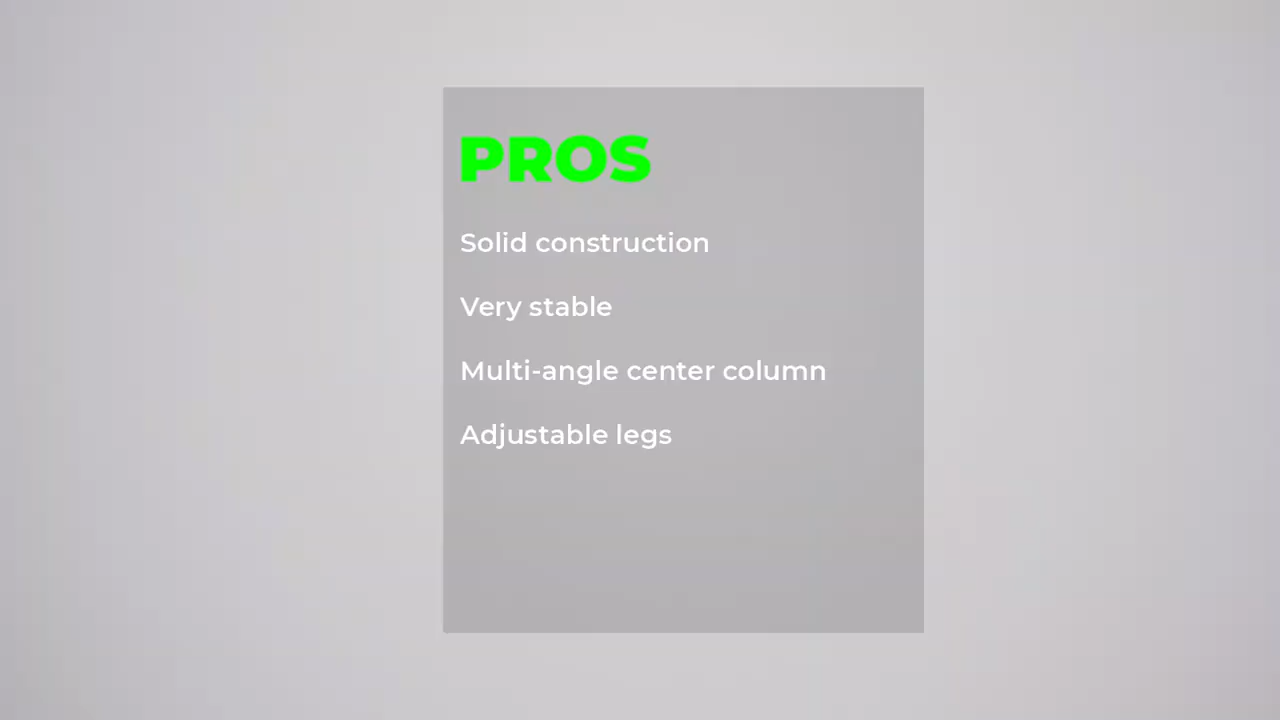 PROS
Solid construction
Very stable
Multi-angle center column
Adjustable legs